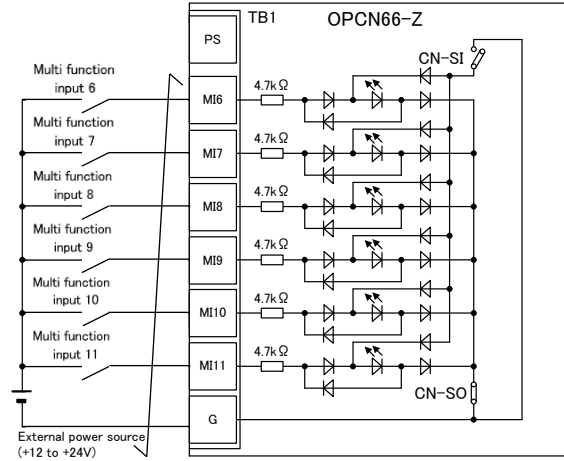 TB1
OPCN66-Z
PS
CN-SI
Multi function
input 6
MI6
4.7kΩ
Multi function
input 7
MI7
4.7kΩ
Multi function
input 8
MI8
4.7kΩ
Multi function
input 9
MI9
4.7kΩ
Multi function
input 10
MI10
4.7kΩ
Multi function
input 11
MI11
4.7kΩ
CN-SO
G
External power source
(+12 to +24V)